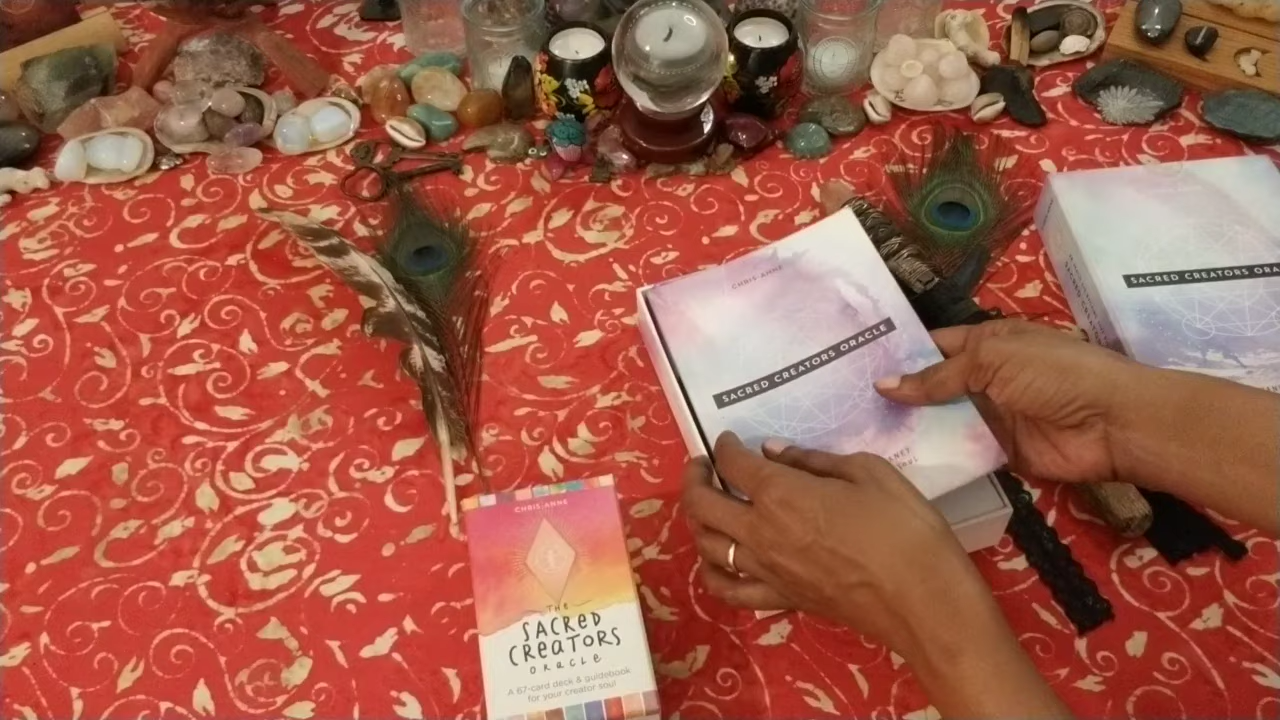 CHRIS-ANNE
SACRED CREATORS ORACLE
SACRED CREATORS ORA
CHRIS-ANNE
THE
SACRED
CREATORS
ORACLE
A 67-card deck & guidebook
for your creator soul